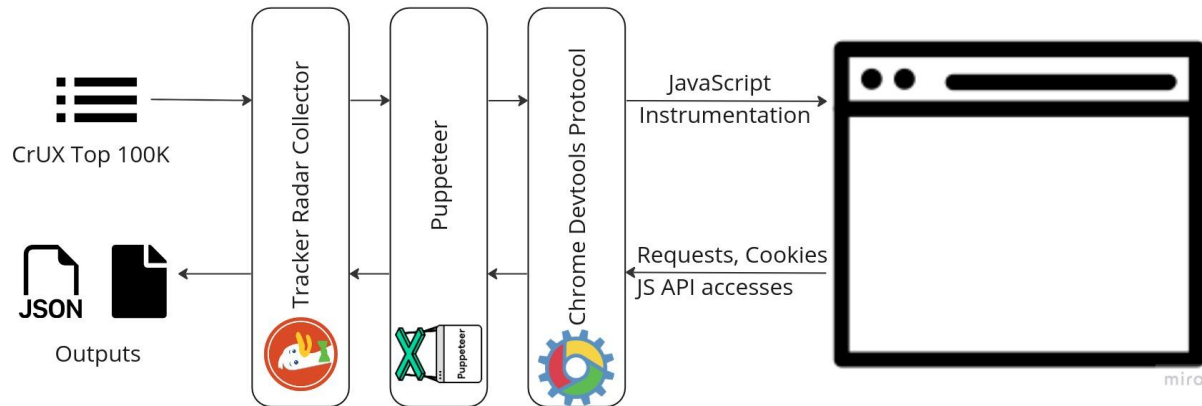 CrUX Top 100K
Tracker Radar Collector
Puppeteer
Chrome Devtools Protocol
JavaScript
Instrumentation
Requests, Cookies
JS API accesses
JSON
Outputs
Puppeteer
miro